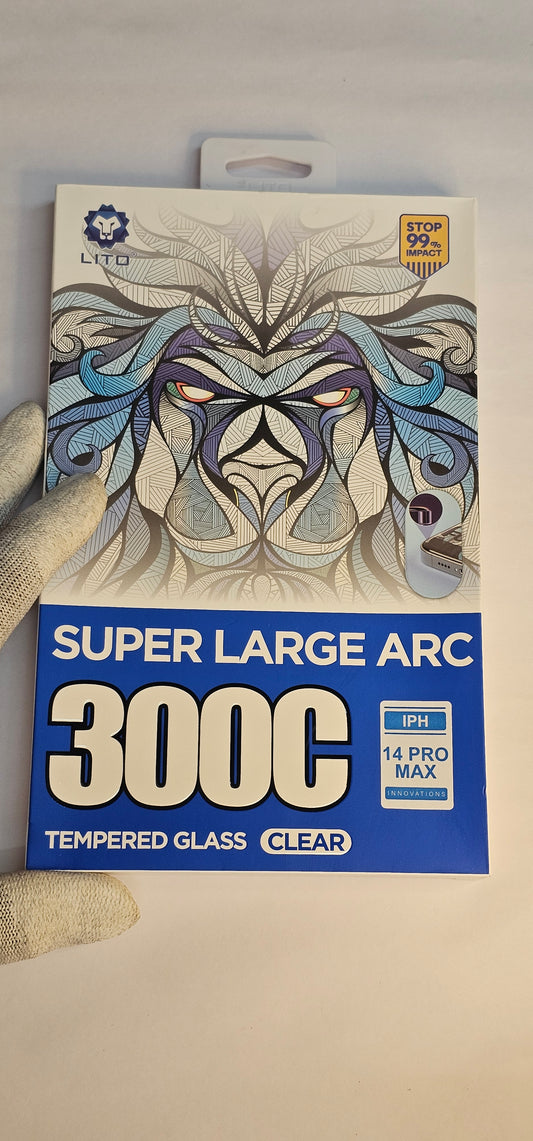 LITO
STOP
99%
IMPACT
SUPER LARGE ARC
300C
IPH
14 PRO
MAX
INNOVATIONS
TEMPERED GLASS CLEAR